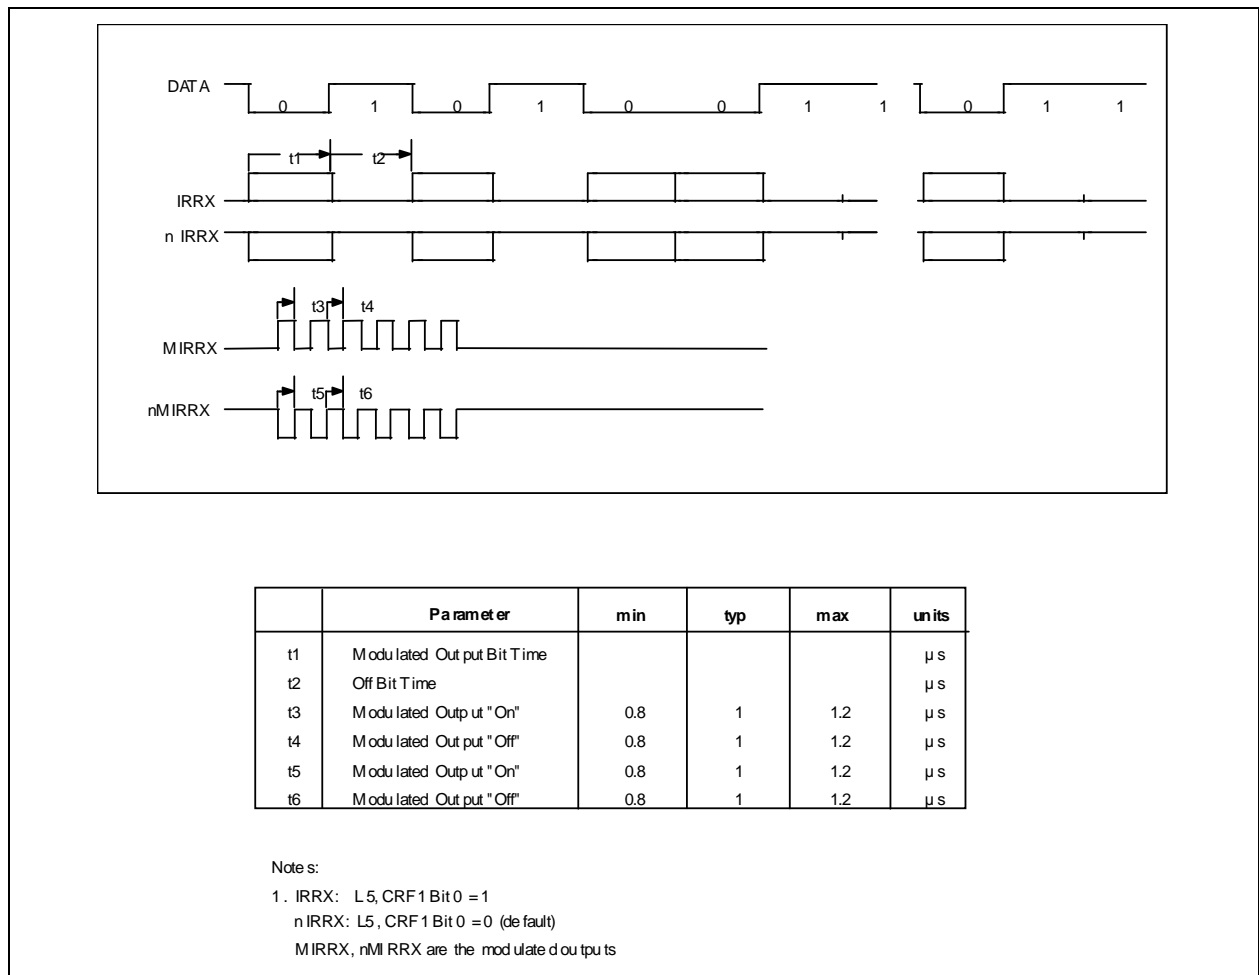 DATA 0 1 0 1 0 0 1 1 0 1 1
t1 t2
IRRX
n IRRX
t3 t4
MIRRX
t5 t6
nMIRRX
Parameter min typ max units
t1 Modulated Output Bit Time µs
t2 Off Bit Time µs
t3 Modulated Output "On" 0.8 1 1.2 µs
t4 Modulated Output "Off" 0.8 1 1.2 µs
t5 Modulated Output "On" 0.8 1 1.2 µs
t6 Modulated Output "Off" 0.8 1 1.2 µs
Notes:
1. IRRX: L5, CRF1 Bit 0 = 1
nIRRX: L5, CRF1 Bit 0 = 0 (default)
MIRRX, nMIRRX are the modulated outputs